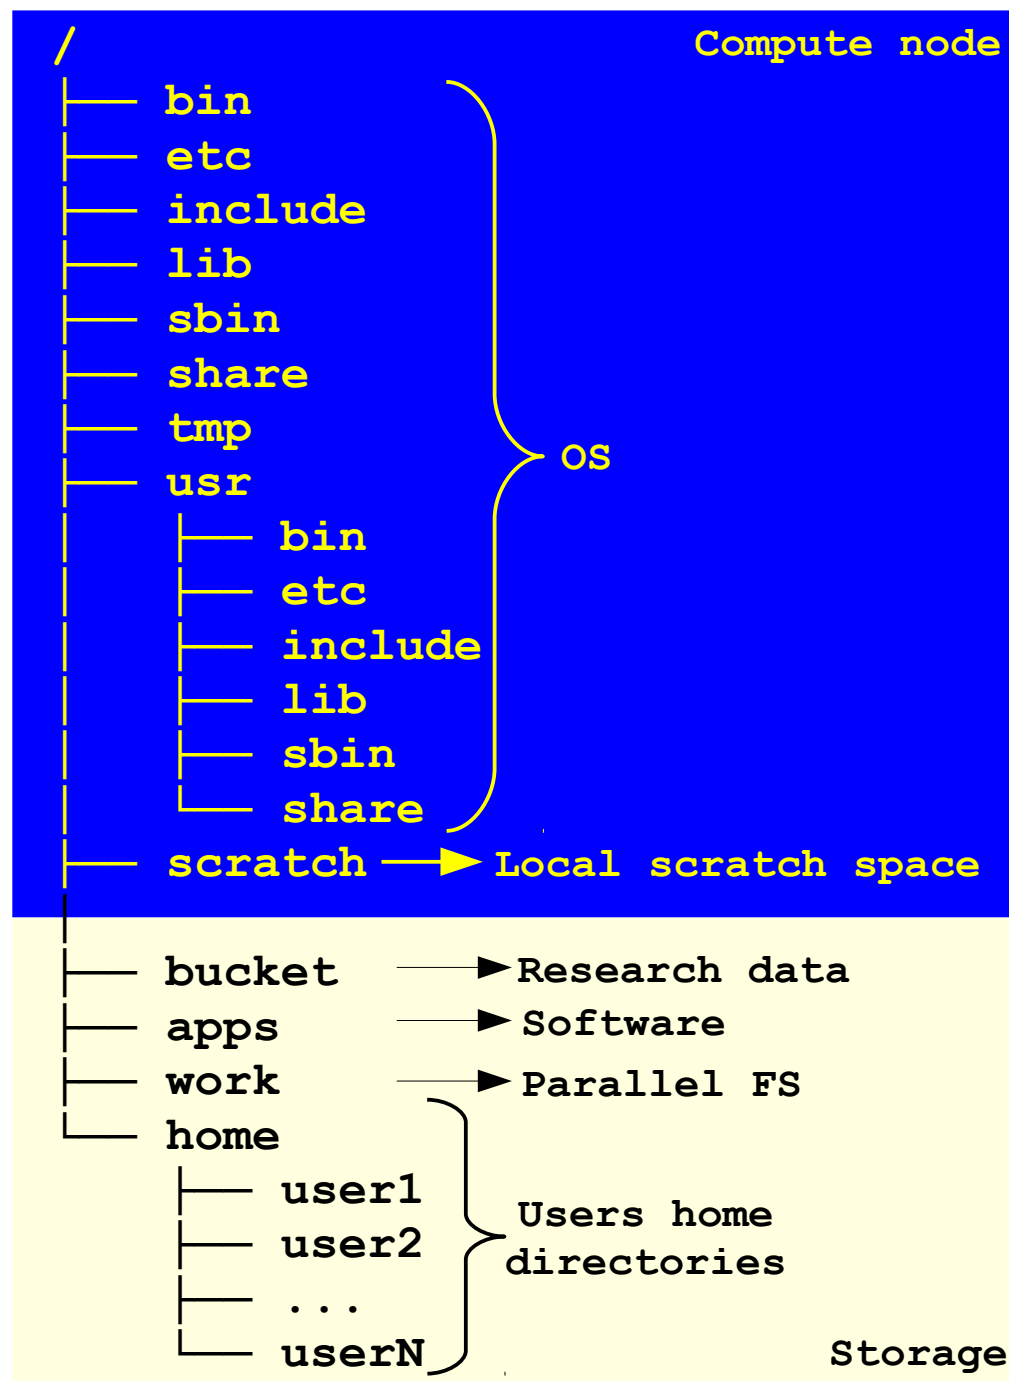 / Compute node
bin
etc
include
lib
sbin
share
tmp
OS
usr
bin
etc
include
lib
sbin
share
scratch Local scratch space
bucket Research data
apps Software
work Parallel FS
home
user1
Users home
user2
directories
...
userN Storage